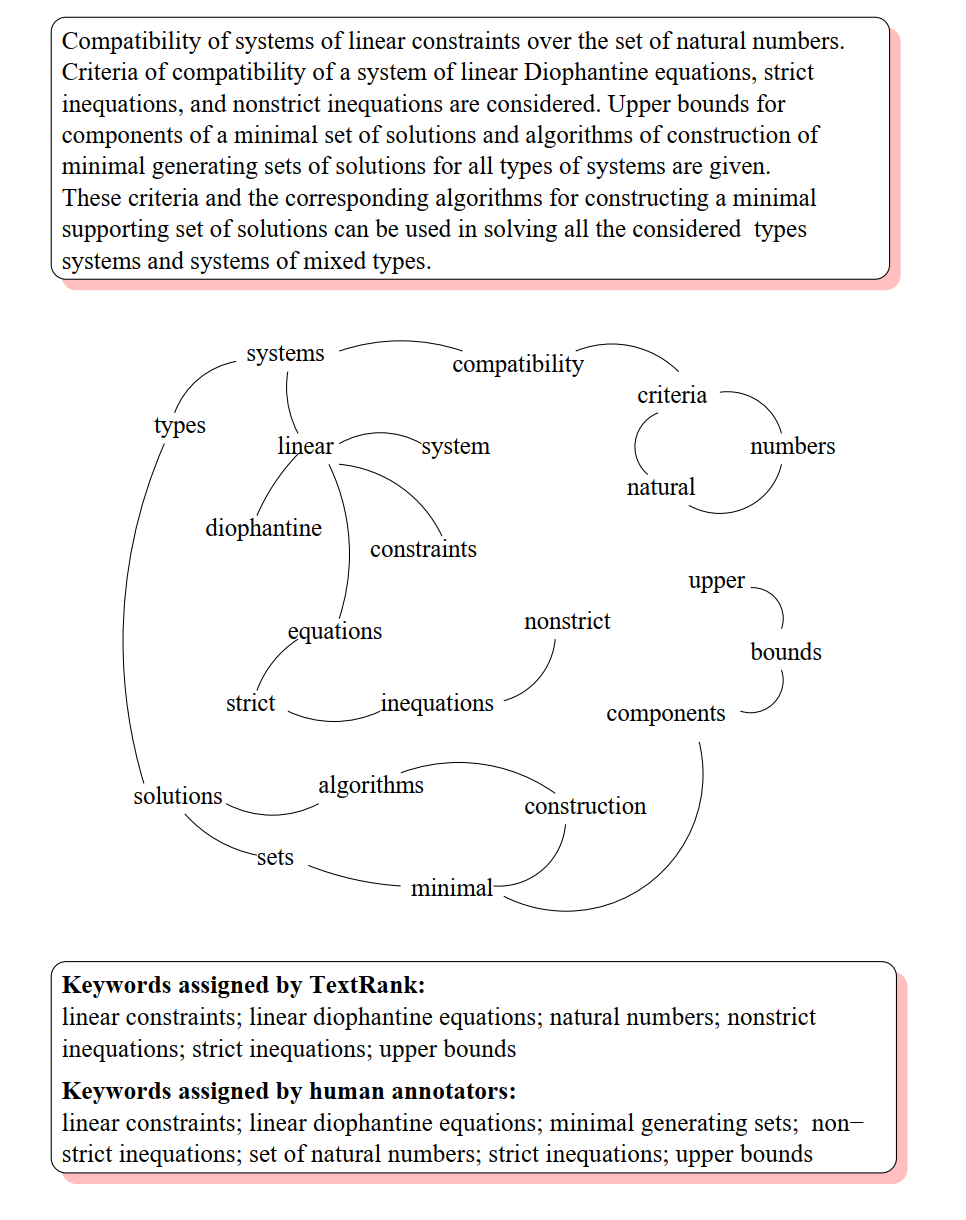 Compatibility of systems of linear constraints over the set of natural numbers.
Criteria of compatibility of a system of linear Diophantine equations, strict
inequations, and nonstrict inequations are considered. Upper bounds for
components of a minimal set of solutions and algorithms of construction of
minimal generating sets of solutions for all types of systems are given.
These criteria and the corresponding algorithms for constructing a minimal
supporting set of solutions can be used in solving all the considered types
systems and systems of mixed types.
systems
compatibility
criteria
types
linear
system
numbers
natural
diophantine
constraints
upper
nonstrict
equations
bounds
strict
inequations
components
algorithms
solutions
construction
sets
minimal
Keywords assigned by TextRank:
linear constraints; linear diophantine equations; natural numbers; nonstrict
inequations; strict inequations; upper bounds
Keywords assigned by human annotators:
linear constraints; linear diophantine equations; minimal generating sets; non−
strict inequations; set of natural numbers; strict inequations; upper bounds